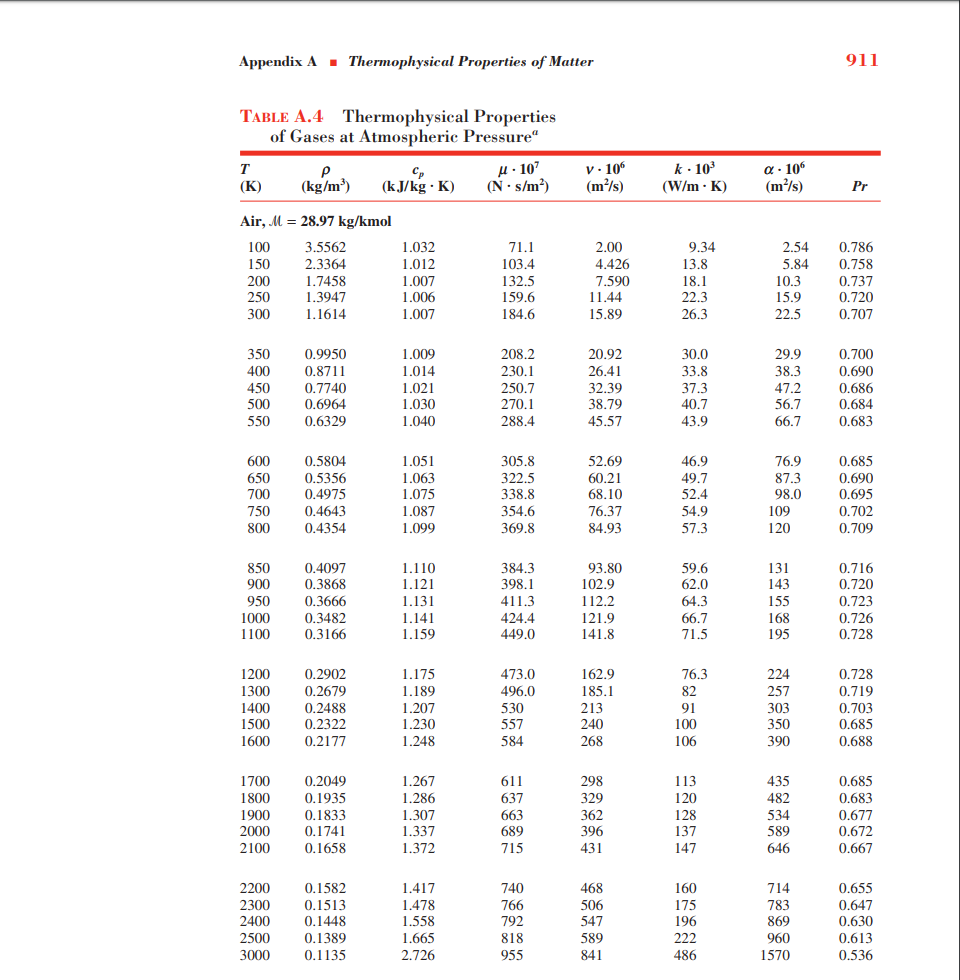 Appendix A ■ Thermophysical Properties of Matter 911
TABLE A.4 Thermophysical Properties
of Gases at Atmospheric Pressureᵃ
T ρ cₚ μ · 10⁷ ν · 10⁶ k · 10³ α · 10⁶
(K) (kg/m³) (kJ/kg · K) (N · s/m²) (m²/s) (W/m · K) (m²/s) Pr
Air, ℳ = 28.97 kg/kmol
100 3.5562 1.032 71.1 2.00 9.34 2.54 0.786
150 2.3364 1.012 103.4 4.426 13.8 5.84 0.758
200 1.7458 1.007 132.5 7.590 18.1 10.3 0.737
250 1.3947 1.006 159.6 11.44 22.3 15.9 0.720
300 1.1614 1.007 184.6 15.89 26.3 22.5 0.707
350 0.9950 1.009 208.2 20.92 30.0 29.9 0.700
400 0.8711 1.014 230.1 26.41 33.8 38.3 0.690
450 0.7740 1.021 250.7 32.39 37.3 47.2 0.686
500 0.6964 1.030 270.1 38.79 40.7 56.7 0.684
550 0.6329 1.040 288.4 45.57 43.9 66.7 0.683
600 0.5804 1.051 305.8 52.69 46.9 76.9 0.685
650 0.5356 1.063 322.5 60.21 49.7 87.3 0.690
700 0.4975 1.075 338.8 68.10 52.4 98.0 0.695
750 0.4643 1.087 354.6 76.37 54.9 109 0.702
800 0.4354 1.099 369.8 84.93 57.3 120 0.709
850 0.4097 1.110 384.3 93.80 59.6 131 0.716
900 0.3868 1.121 398.1 102.9 62.0 143 0.720
950 0.3666 1.131 411.3 112.2 64.3 155 0.723
1000 0.3482 1.141 424.4 121.9 66.7 168 0.726
1100 0.3166 1.159 449.0 141.8 71.5 195 0.728
1200 0.2902 1.175 473.0 162.9 76.3 224 0.728
1300 0.2679 1.189 496.0 185.1 82 257 0.719
1400 0.2488 1.207 530 213 91 303 0.703
1500 0.2322 1.230 557 240 100 350 0.685
1600 0.2177 1.248 584 268 106 390 0.688
1700 0.2049 1.267 611 298 113 435 0.685
1800 0.1935 1.286 637 329 120 482 0.683
1900 0.1833 1.307 663 362 128 534 0.677
2000 0.1741 1.337 689 396 137 589 0.672
2100 0.1658 1.372 715 431 147 646 0.667
2200 0.1582 1.417 740 468 160 714 0.655
2300 0.1513 1.478 766 506 175 783 0.647
2400 0.1448 1.558 792 547 196 869 0.630
2500 0.1389 1.665 818 589 222 960 0.613
3000 0.1135 2.726 955 841 486 1570 0.536